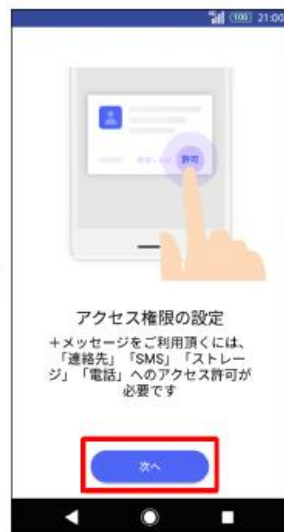 100 21:00
許可
アクセス権限の設定
+メッセージをご利用頂くには、
「連絡先」「SMS」「ストレー
ジ」「電話」へのアクセス許可が
必要です
次へ